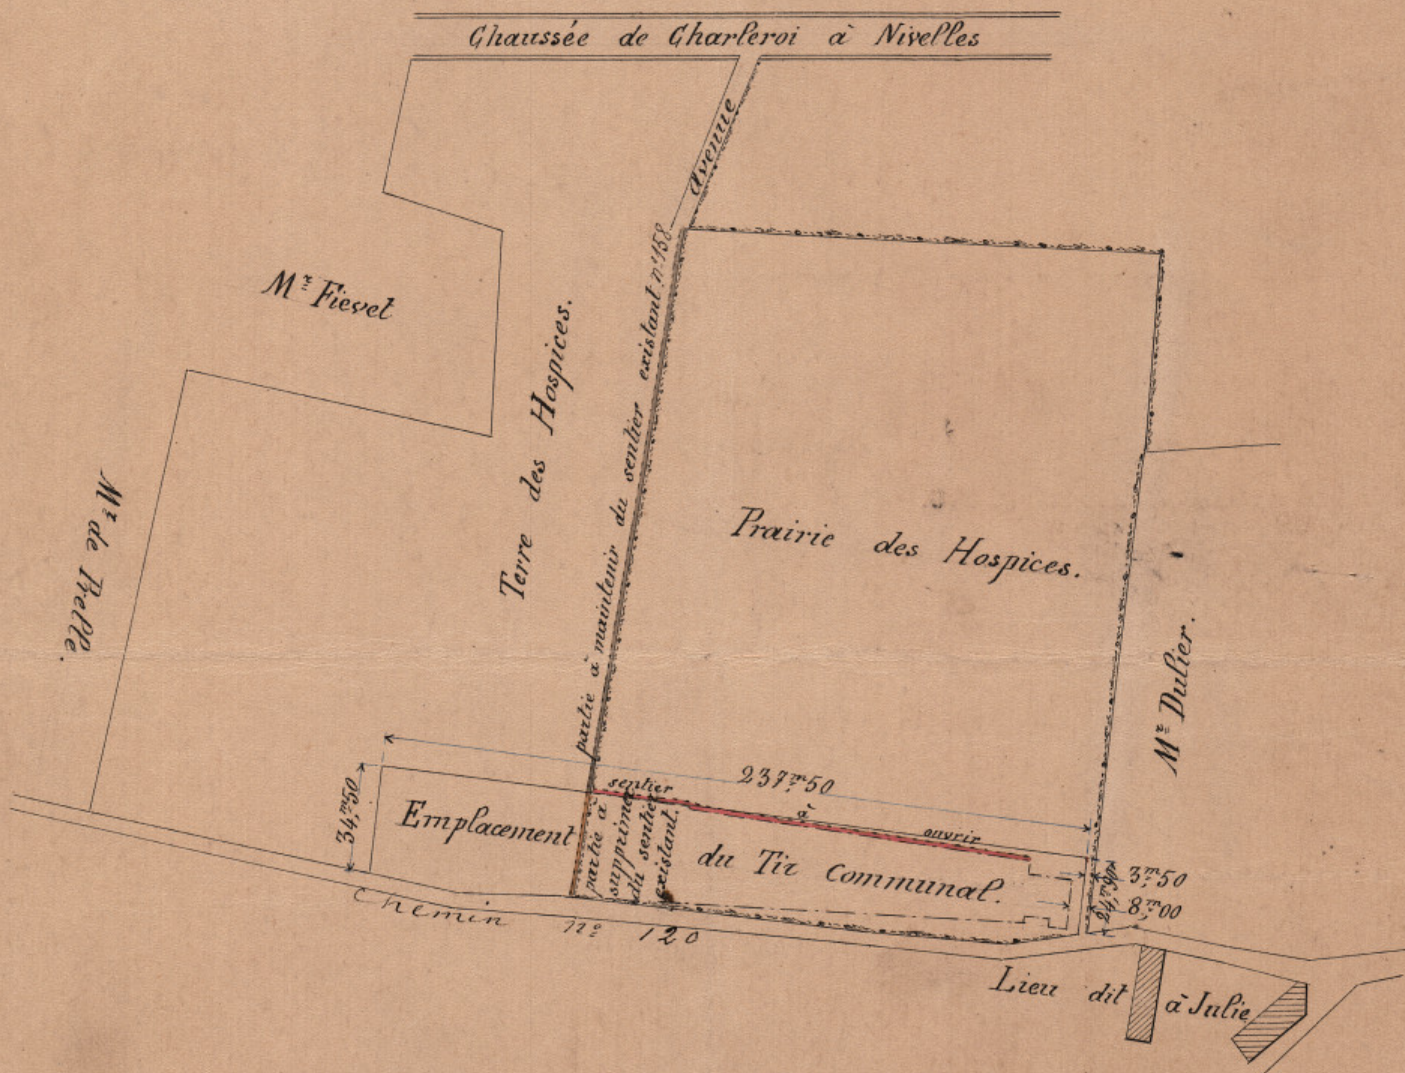 Chaussée de Charleroi à Nivelles
avenue
Mr Fiévet
Terre des Hospices.
partie à maintenir du sentier existant n° 158
Prairie des Hospices.
Mr de Prelle.
Mr Dulier.
237m50
sentier à ouvrir
34m50
Emplacement du Tir Communal.
partie à
supprimer
du sentier
existant.
3m50
8m00
Chemin n° 120
Lieu dit à Julie